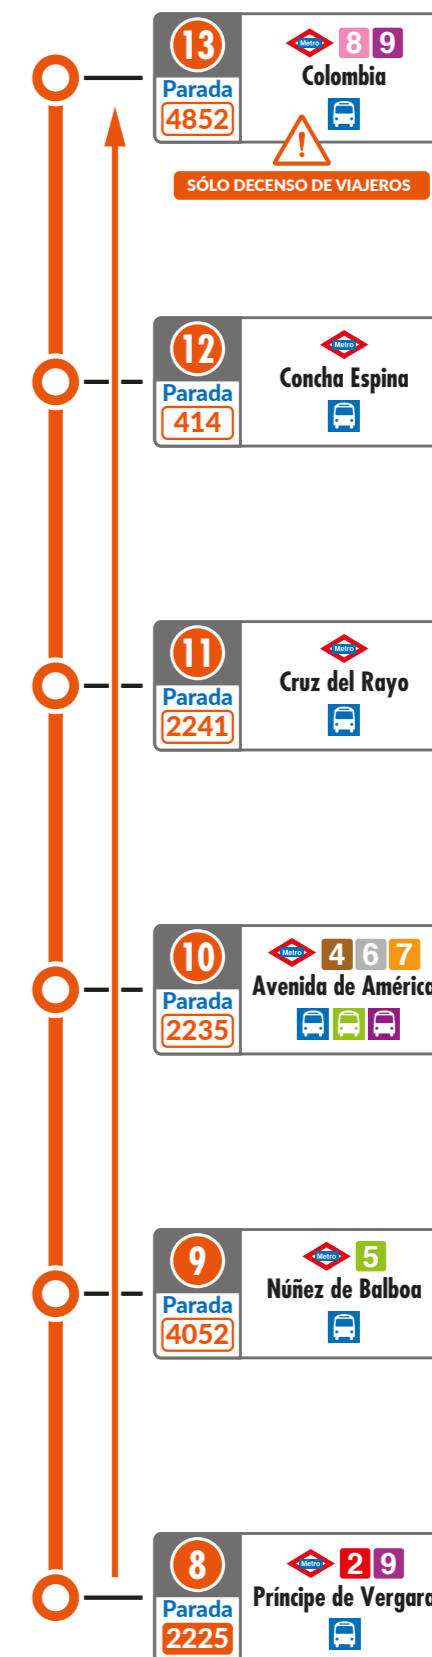 13
Parada
4852
Metro 8 9
Colombia
SÓLO DECENSO DE VIAJEROS
12
Parada
414
Metro
Concha Espina
11
Parada
2241
Metro
Cruz del Rayo
10
Parada
2235
Metro 4 6 7
Avenida de América
9
Parada
4052
Metro 5
Núñez de Balboa
8
Parada
2225
Metro 2 9
Príncipe de Vergara